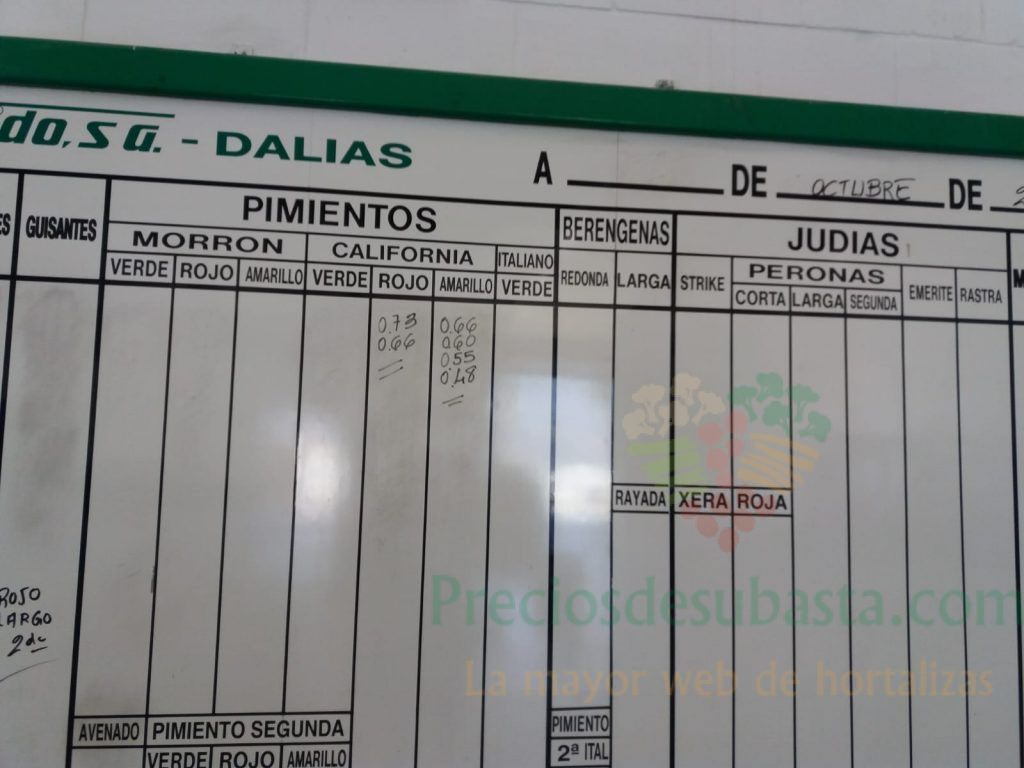 do, S A. - DALIAS
A ____ DE OCTUBRE DE
GUISANTES
PIMIENTOS
BERENGENAS
JUDIAS
MORRON
CALIFORNIA
ITALIANO
REDONDA
LARGA
STRIKE
PERONAS
EMERITE
RASTRA
VERDE ROJO AMARILLO
VERDE ROJO AMARILLO
VERDE
CORTA LARGA SEGUNDA
0.73 0.66
0.66 0.60
0.55
0.48
RAYADA XERA ROJA
ROJO
LARGO
2da
Preciosdesubasta.com
La mayor web de hortalizas
AVENADO PIMIENTO SEGUNDA
VERDE ROJO AMARILLO
PIMIENTO
2ª ITAL